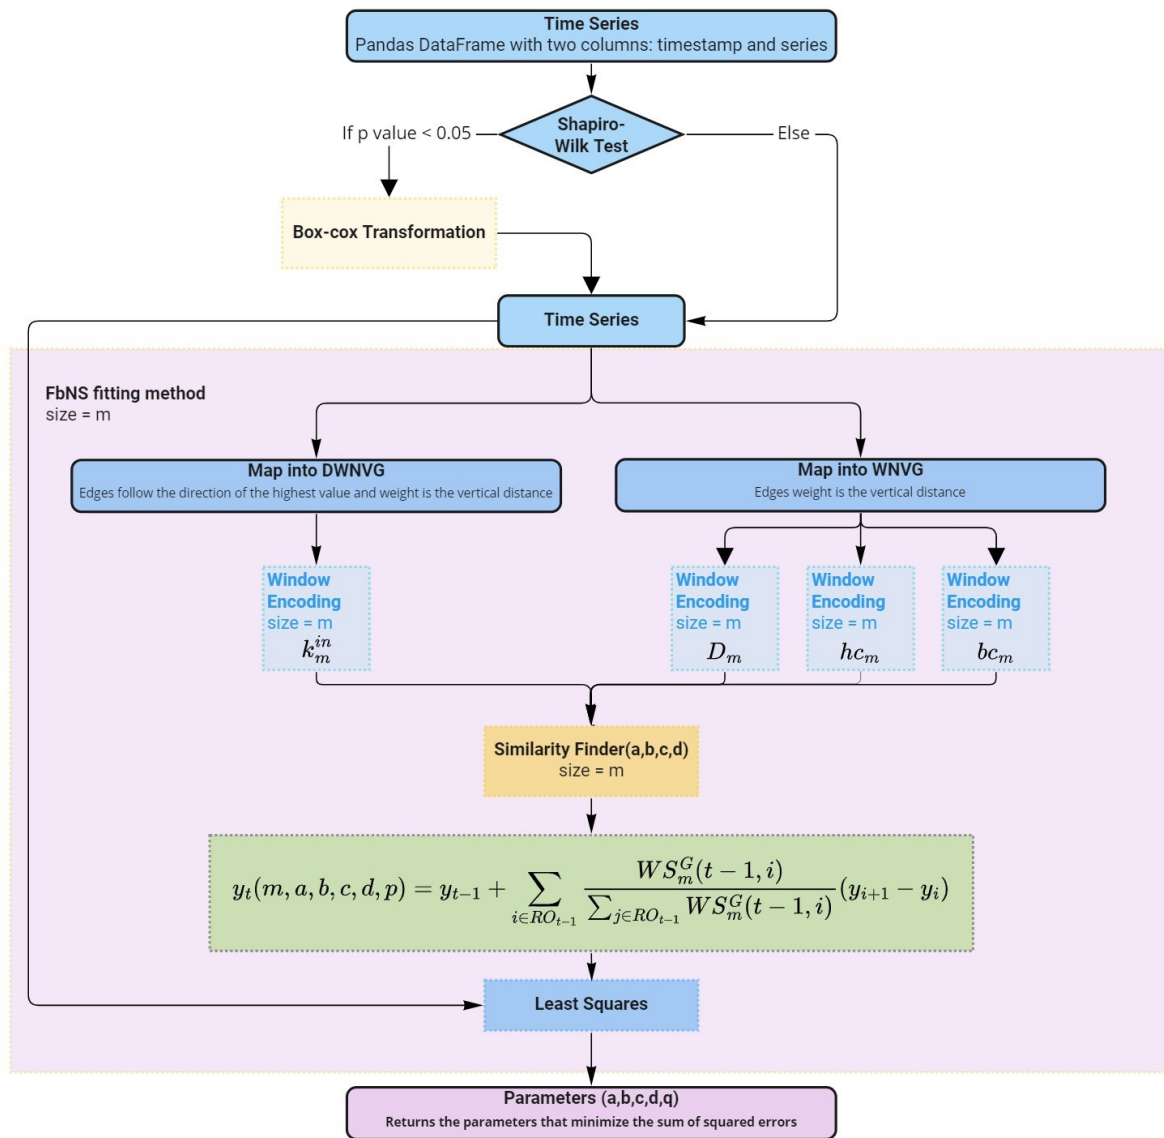 Time Series
Pandas DataFrame with two columns: timestamp and series
Shapiro-
Wilk Test
If p value < 0.05
Else
Box-cox Transformation
Time Series
FbNS fitting method
size = m
Map into DWNVG
Edges follow the direction of the highest value and weight is the vertical distance
Map into WNVG
Edges weight is the vertical distance
Window
Encoding
size = m
k_m^{in}
Window
Encoding
size = m
D_m
Window
Encoding
size = m
hc_m
Window
Encoding
size = m
bc_m
Similarity Finder(a,b,c,d)
size = m
y_t(m, a, b, c, d, p) = y_{t-1} + \sum_{i \in RO_{t-1}} \frac{WS_m^G(t-1, i)}{\sum_{j \in RO_{t-1}} WS_m^G(t-1, i)} (y_{i+1} - y_i)
Least Squares
Parameters (a,b,c,d,q)
Returns the parameters that minimize the sum of squared errors